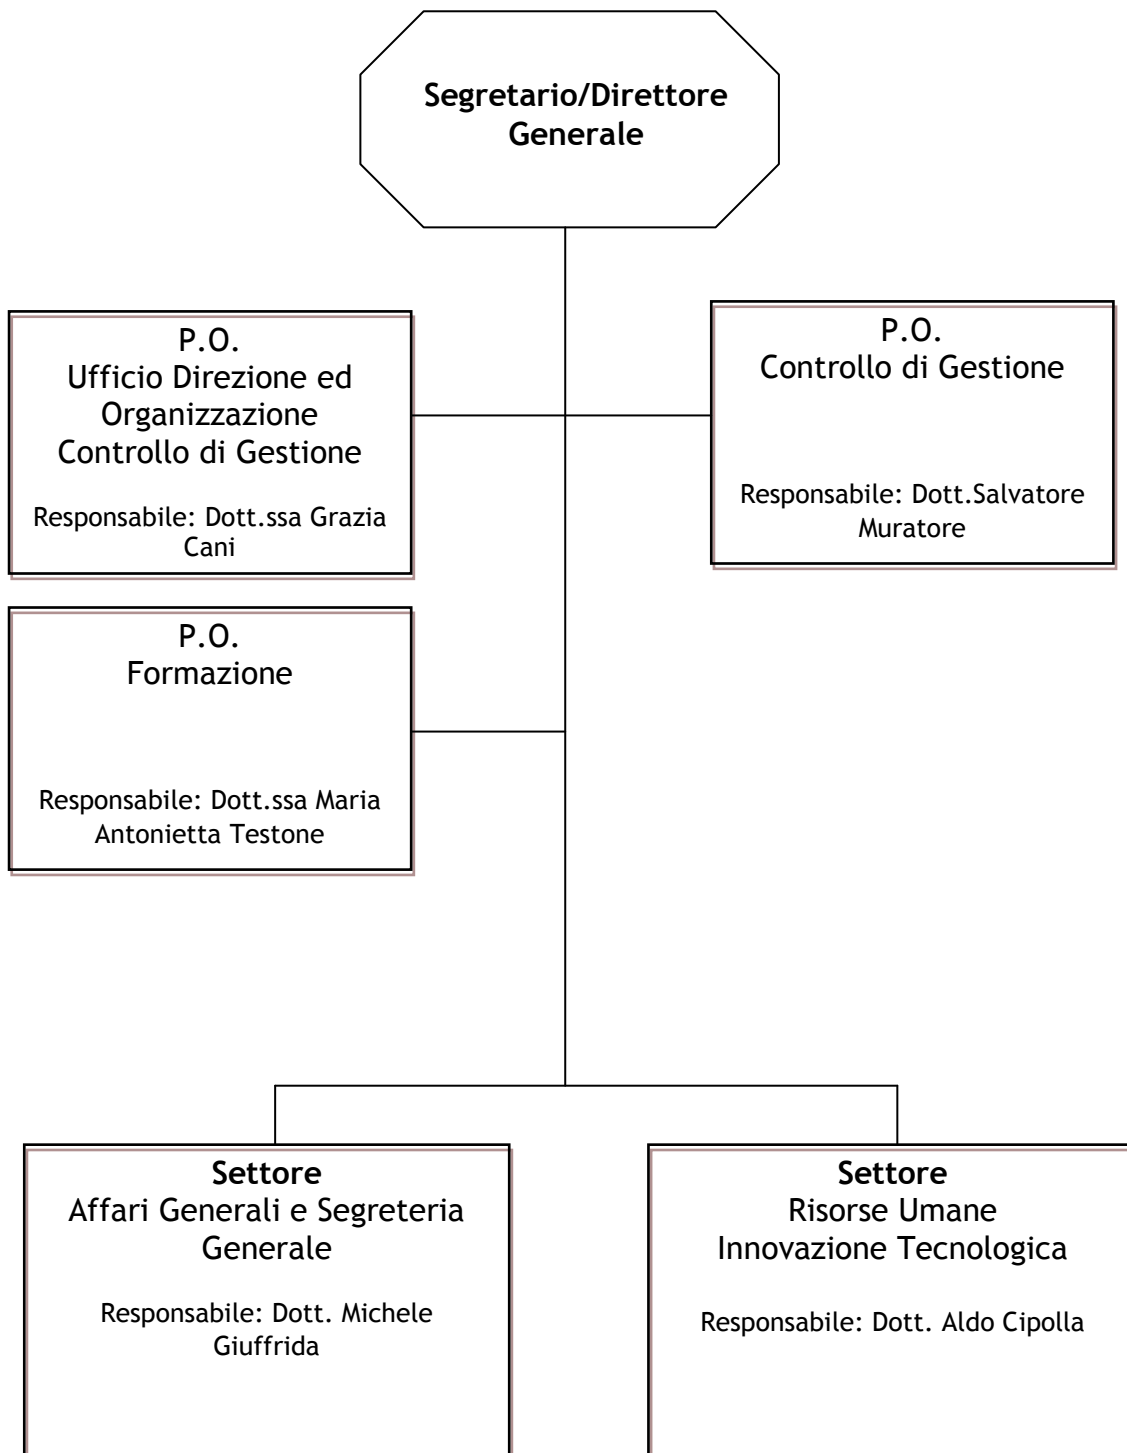 Segretario/Direttore
Generale
P.O.
Ufficio Direzione ed
Organizzazione
Controllo di Gestione
Responsabile: Dott.ssa Grazia
Cani
P.O.
Controllo di Gestione
Responsabile: Dott.Salvatore
Muratore
P.O.
Formazione
Responsabile: Dott.ssa Maria
Antonietta Testone
Settore
Affari Generali e Segreteria
Generale
Responsabile: Dott. Michele
Giuffrida
Settore
Risorse Umane
Innovazione Tecnologica
Responsabile: Dott. Aldo Cipolla